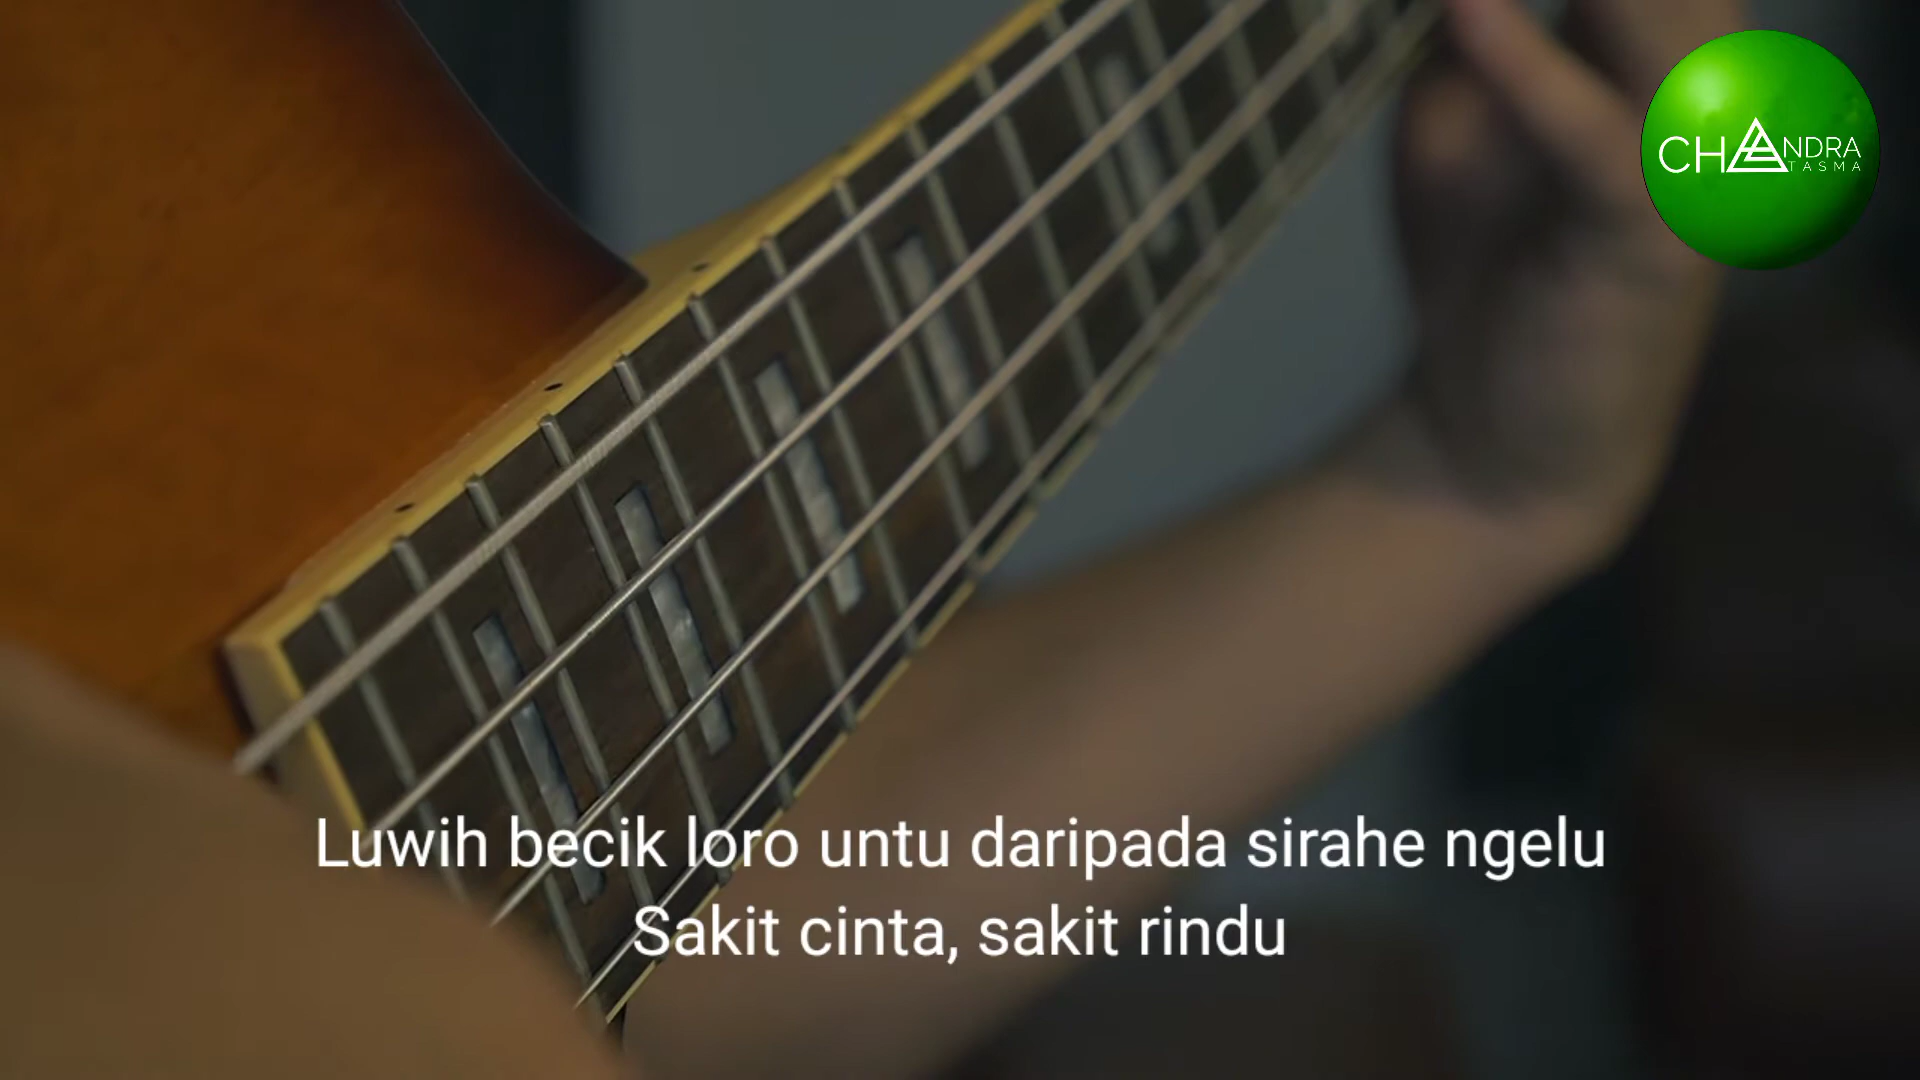 CHANDRA
TASMA
Luwih becik loro untu daripada sirahe ngelu
Sakit cinta, sakit rindu